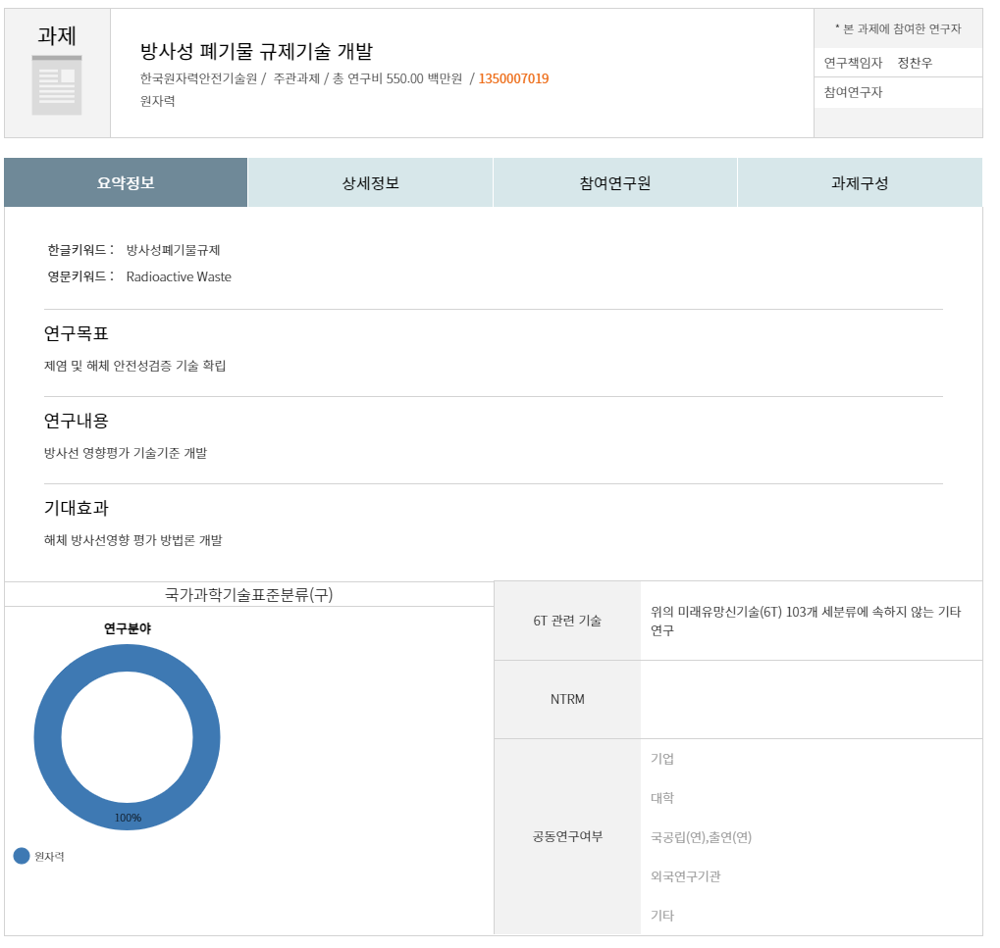 과제
방사성 폐기물 규제기술 개발
한국원자력안전기술원 / 주관과제 / 총 연구비 550.00 백만원 / 1350007019
원자력
* 본 과제에 참여한 연구자
연구책임자 정찬우
참여연구자
요약정보 상세정보 참여연구원 과제구성
한글키워드 : 방사성폐기물규제
영문키워드 : Radioactive Waste
연구목표
제염 및 해체 안전성검증 기술 확립
연구내용
방사선 영향평가 기술기준 개발
기대효과
해체 방사선영향 평가 방법론 개발
국가과학기술표준분류(구)
연구분야
100%
원자력
6T 관련 기술
위의 미래유망신기술(6T) 103개 세분류에 속하지 않는 기타
연구
NTRM
공동연구여부
기업
대학
국공립(연),출연(연)
외국연구기관
기타